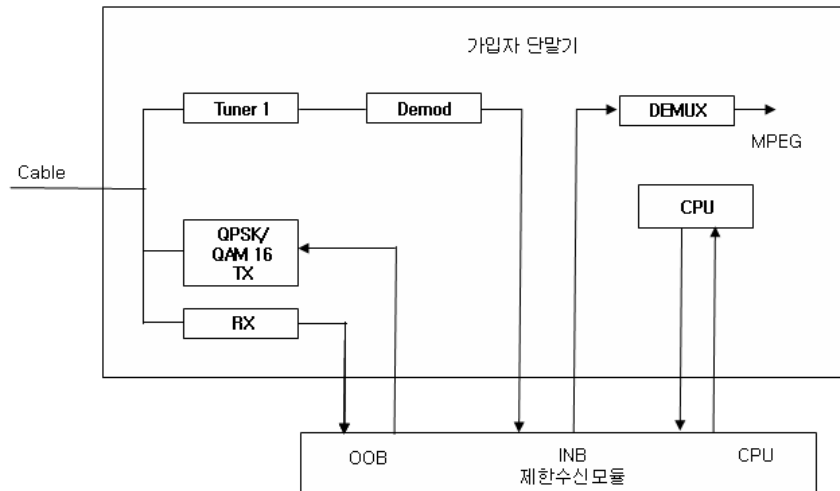 가입자 단말기
Tuner 1
Demod
DEMUX
MPEG
Cable
CPU
QPSK/
QAM 16
TX
RX
OOB
INB
CPU
제한수신모듈